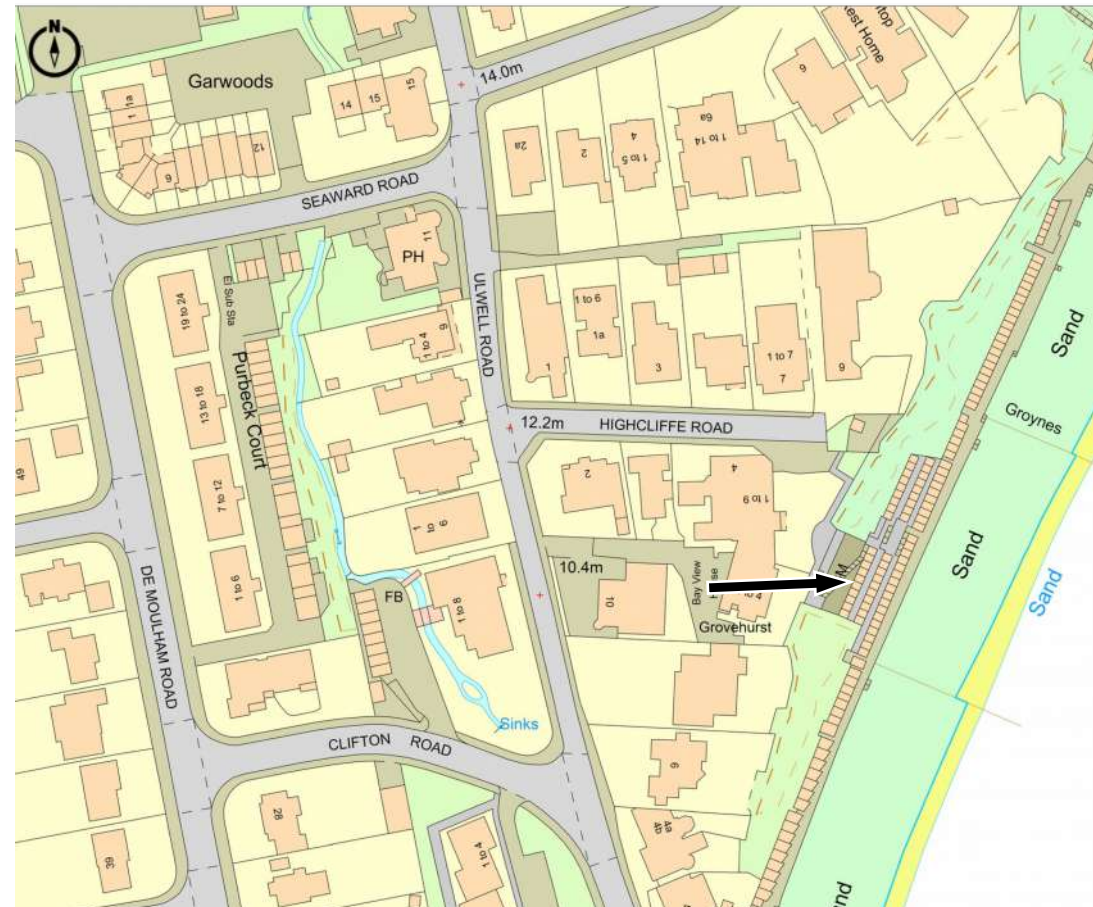 N
Garwoods
1a
1
6
12
14
15
15
14.0m
SEAWARD ROAD
2a
2
4
1 to 5
6a
1 to 14
9
Rest Home
PH
11
El Sub Sta
19 to 24
13 to 18
7 to 12
1 to 6
Purbeck Court
ULWELL ROAD
9
1 to 4
1 to 6
1a
1
3
1 to 7
7
9
12.2m
HIGHCLIFFE ROAD
Sand
Groynes
49
2
4
1 to 9
1
to
6
1 to 8
FB
10.4m
10
Bay View
Grovehurst
4
M
Sand
Sand
DE MOULHAM ROAD
CLIFTON ROAD
Sinks
28
39
1 to 4
9
4a
4b